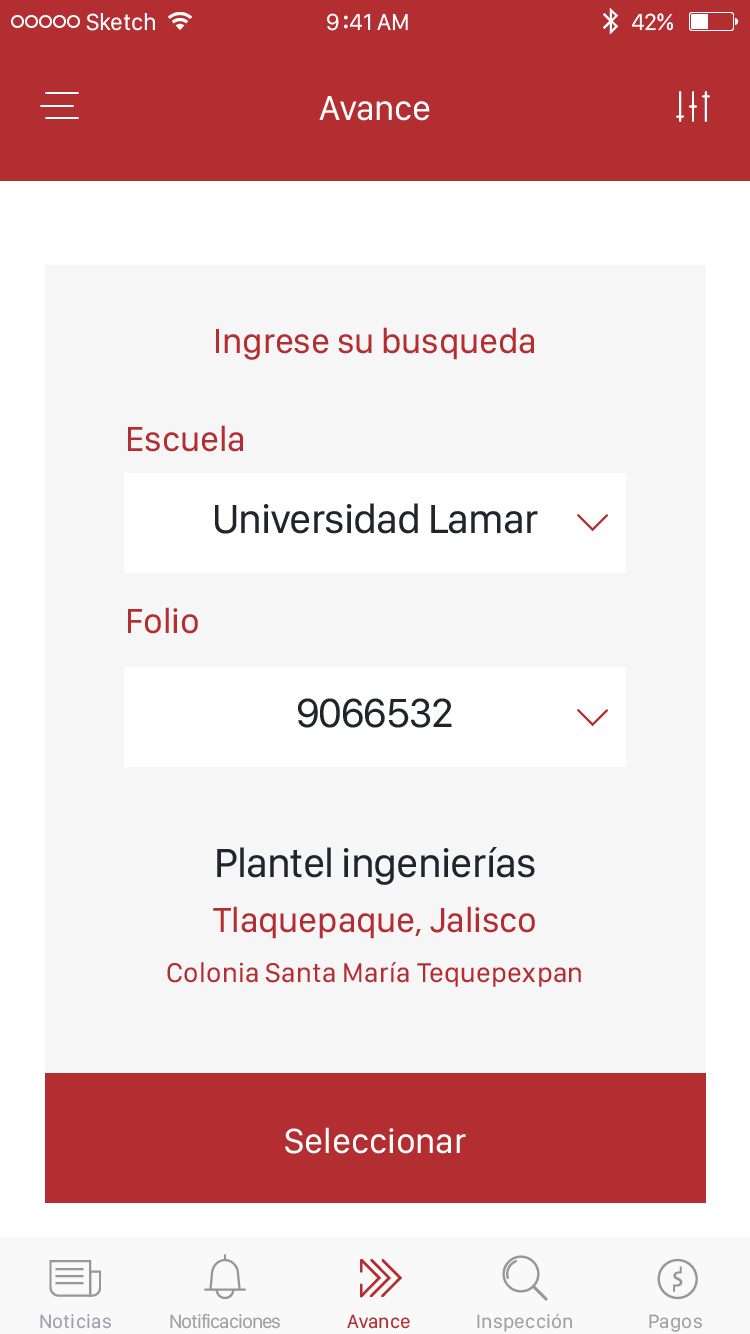 Sketch 9:41 AM 42%
Avance
Ingrese su busqueda
Escuela
Universidad Lamar
Folio
9066532
Plantel ingenierías
Tlaquepaque, Jalisco
Colonia Santa María Tequepexpan
Seleccionar
Noticias Notificaciones Avance Inspección Pagos